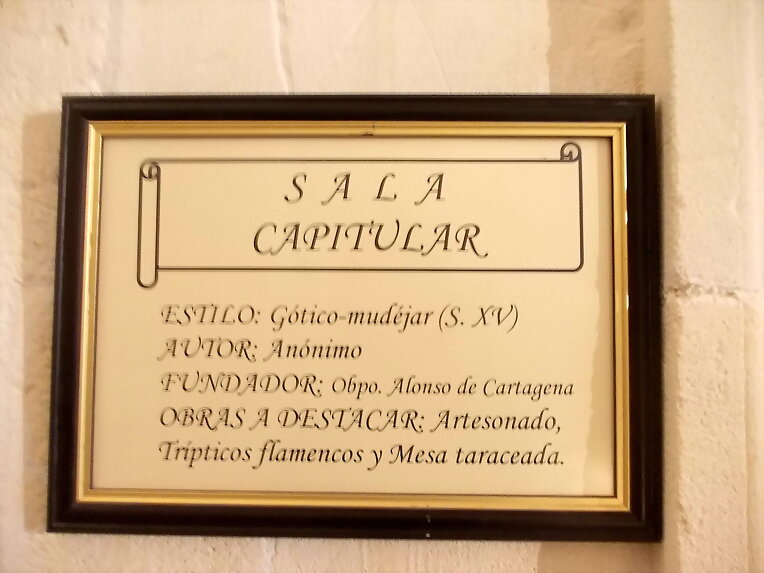 SALA
CAPITULAR
ESTILO: Gótico-mudéjar (S. XV)
AUTOR: Anónimo
FUNDADOR: Obpo. Alonso de Cartagena
OBRAS A DESTACAR: Artesonado,
Trípticos flamencos y Mesa taraceada.